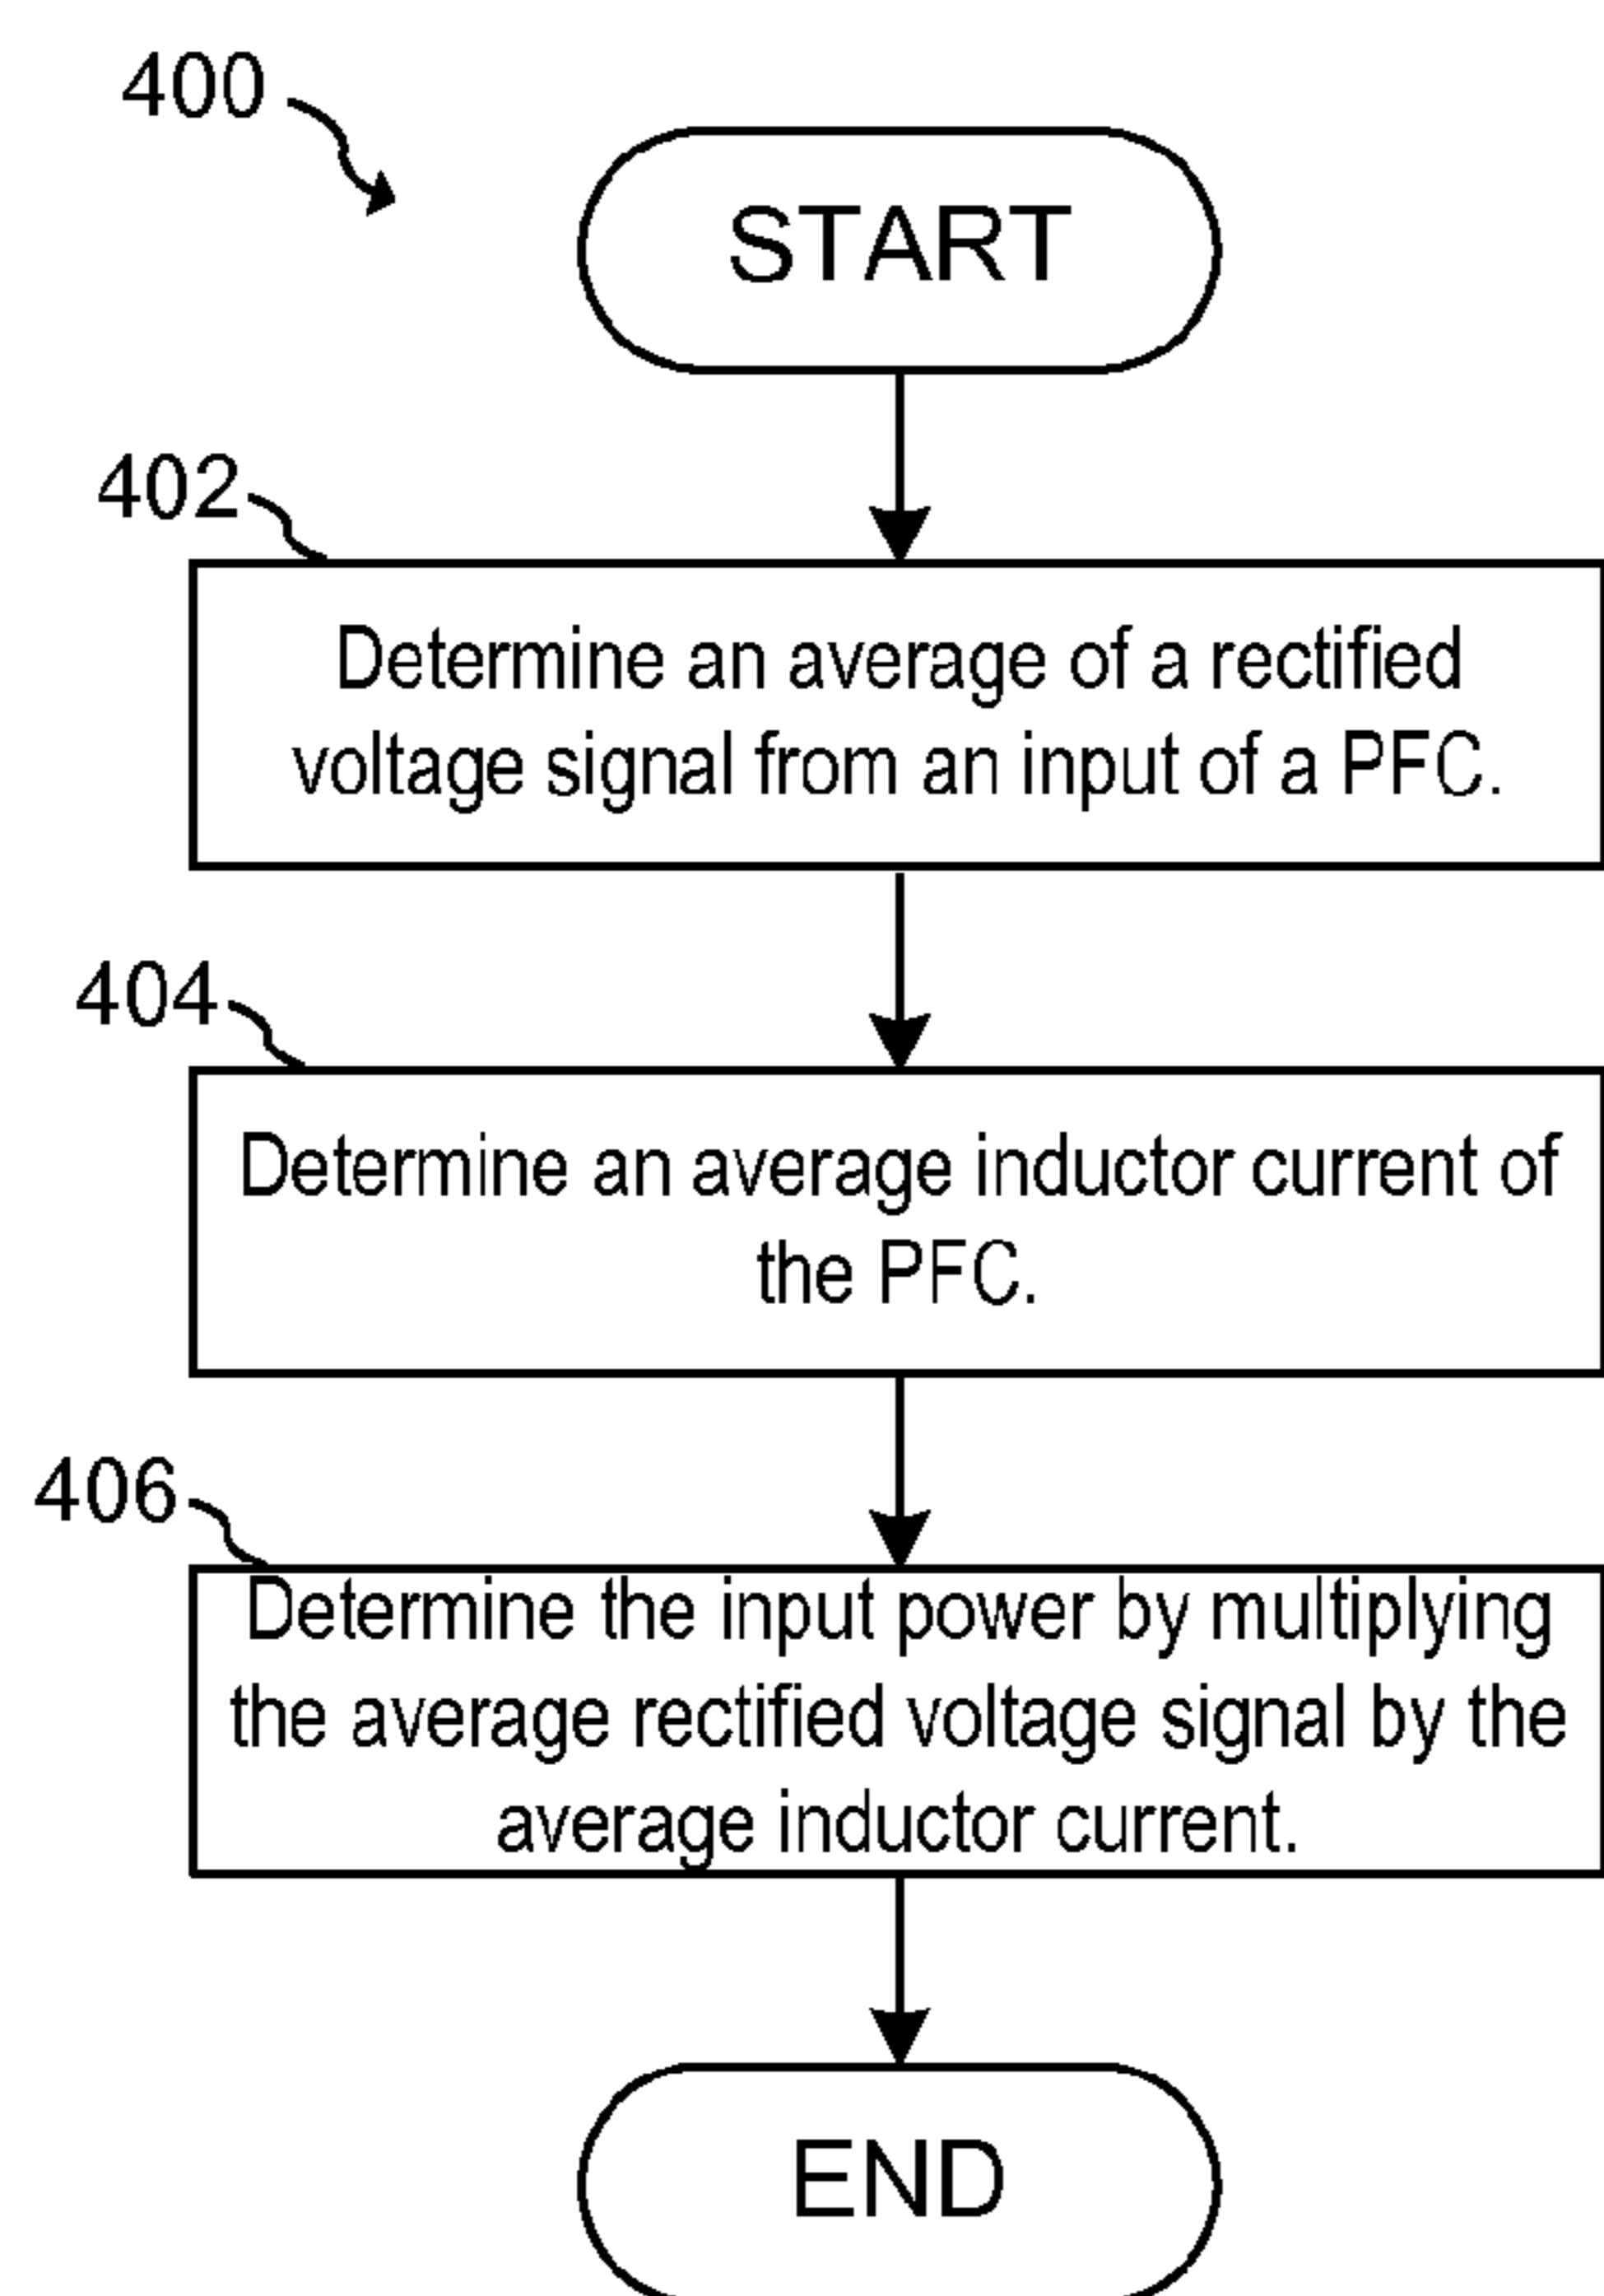 400
START
402
Determine an average of a rectified
voltage signal from an input of a PFC.
404
Determine an average inductor current of
the PFC.
406
Determine the input power by multiplying
the average rectified voltage signal by the
average inductor current.
END